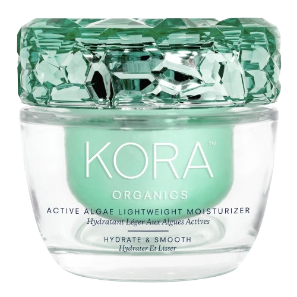 KORA™
ORGANICS
ACTIVE ALGAE LIGHTWEIGHT MOISTURIZER
Hydratant Léger Aux Algues Actives
HYDRATE & SMOOTH
Hydrater Et Lisser